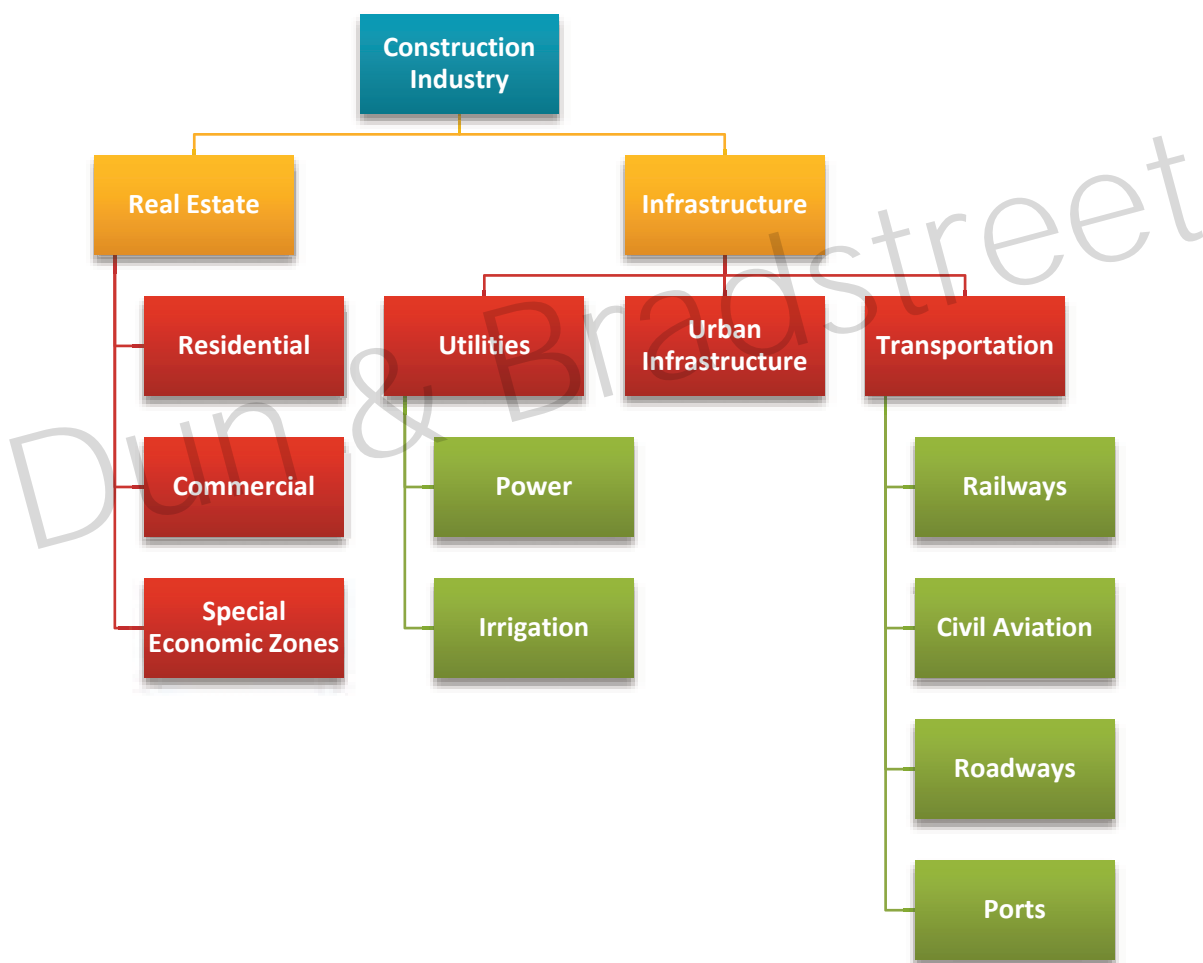 Construction
Industry
Real Estate
Infrastructure
Residential
Utilities
Urban
Infrastructure
Transportation
Commercial
Power
Railways
Special
Economic Zones
Irrigation
Civil Aviation
Roadways
Ports
Dun & Bradstreet